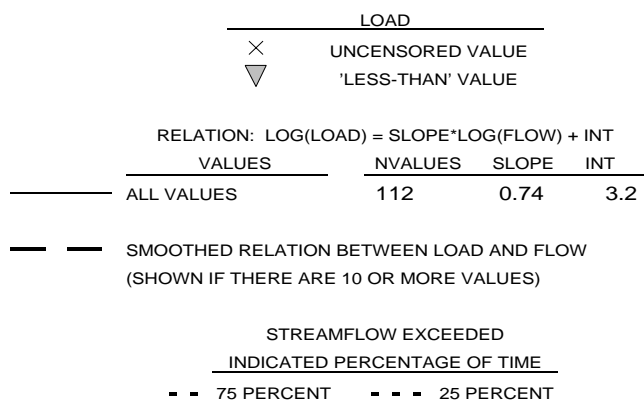 LOAD
UNCENSORED VALUE
'LESS-THAN' VALUE
RELATION: LOG(LOAD) = SLOPE*LOG(FLOW) + INT
VALUES NVALUES SLOPE INT
ALL VALUES 112 0.74 3.2
SMOOTHED RELATION BETWEEN LOAD AND FLOW
(SHOWN IF THERE ARE 10 OR MORE VALUES)
STREAMFLOW EXCEEDED
INDICATED PERCENTAGE OF TIME
75 PERCENT 25 PERCENT